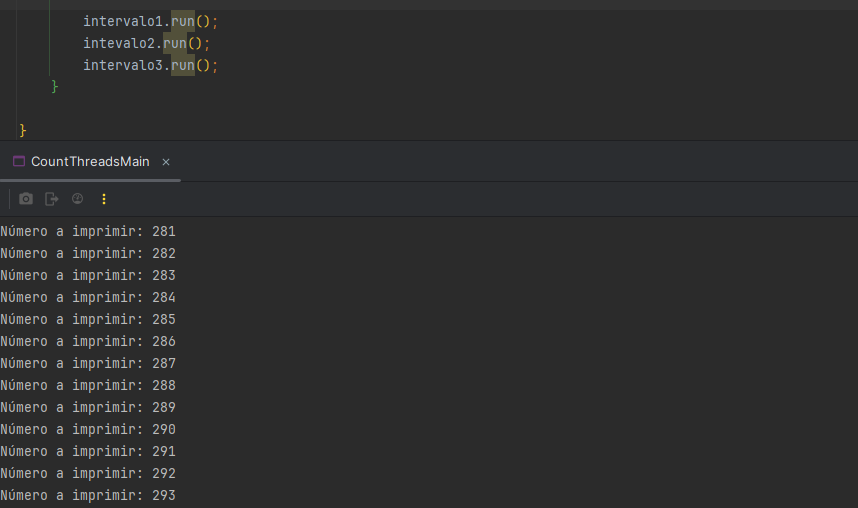 intervalo1.run();
intevalo2.run();
intervalo3.run();
}
}
CountThreadsMain ×
Número a imprimir: 281
Número a imprimir: 282
Número a imprimir: 283
Número a imprimir: 284
Número a imprimir: 285
Número a imprimir: 286
Número a imprimir: 287
Número a imprimir: 288
Número a imprimir: 289
Número a imprimir: 290
Número a imprimir: 291
Número a imprimir: 292
Número a imprimir: 293